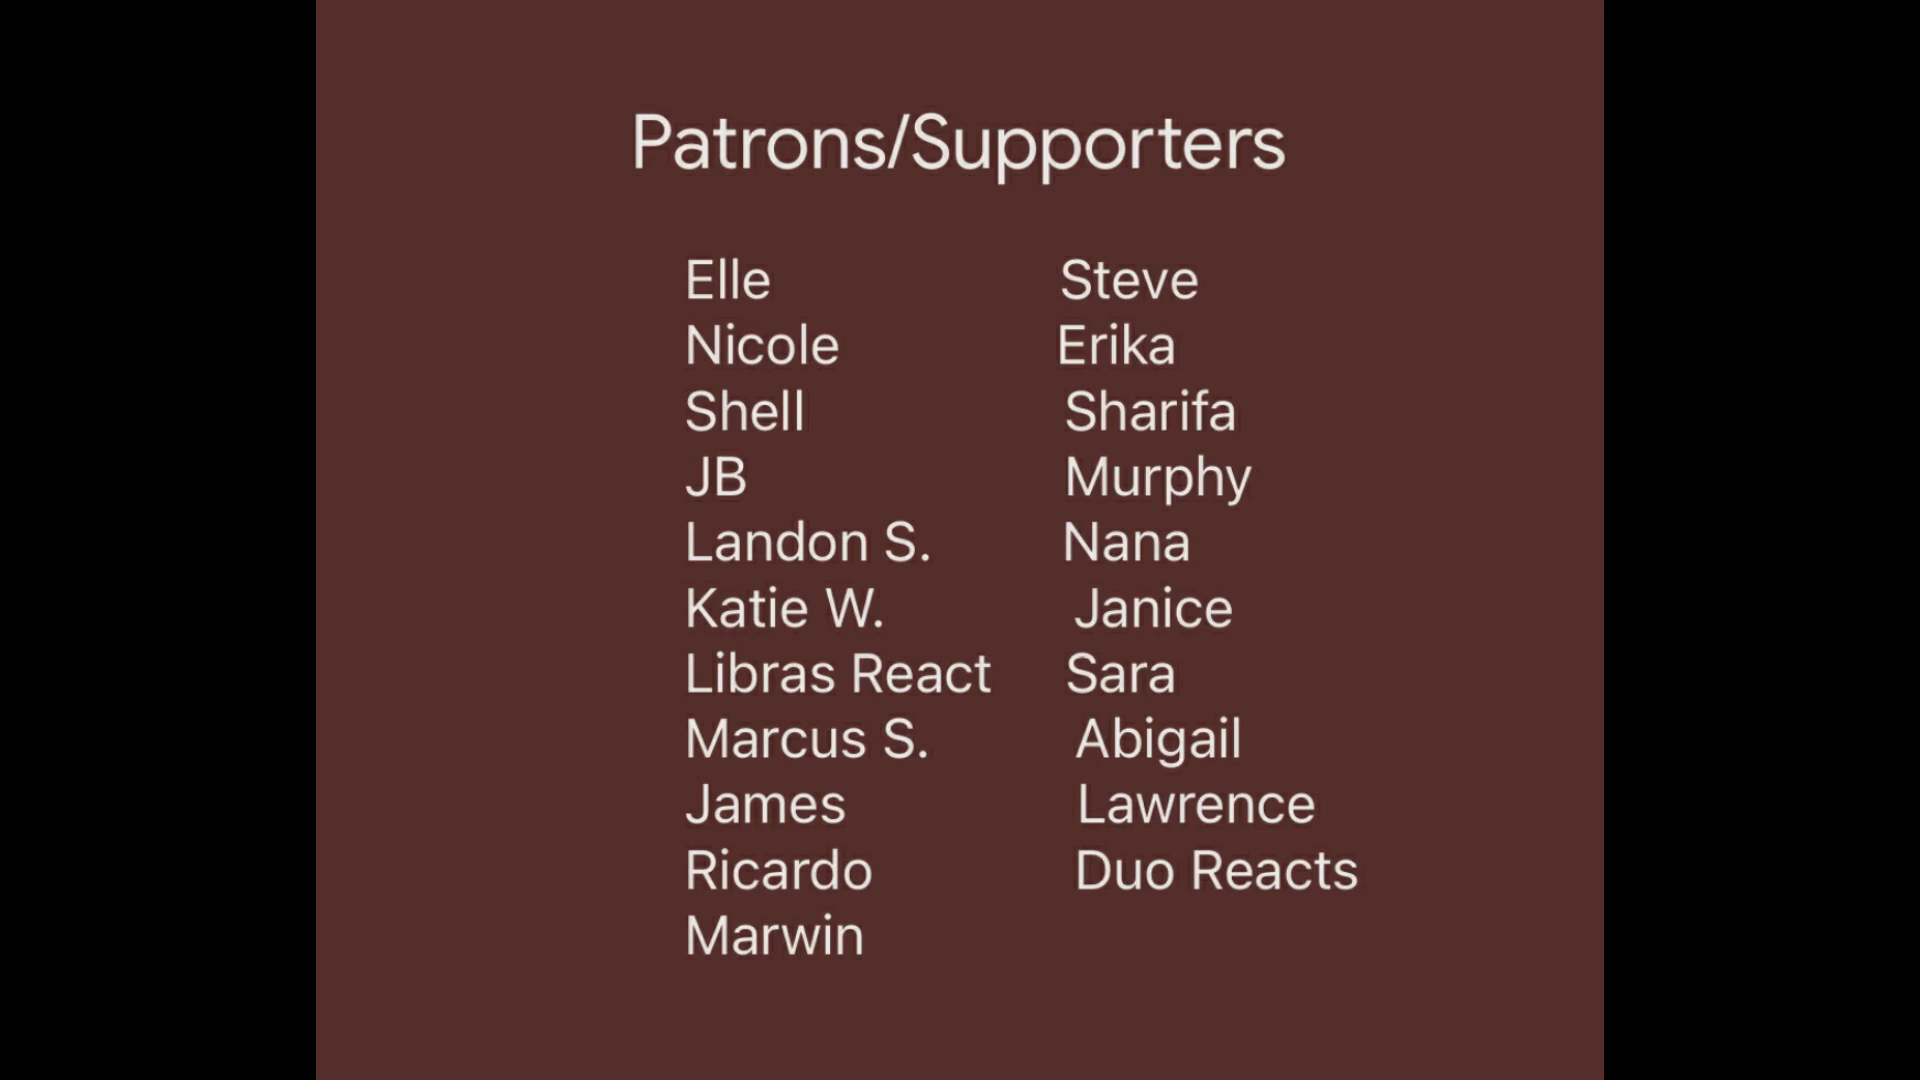 Patrons/Supporters
Elle
Nicole
Shell
JB
Landon S.
Katie W.
Libras React
Marcus S.
James
Ricardo
Marwin
Steve
Erika
Sharifa
Murphy
Nana
Janice
Sara
Abigail
Lawrence
Duo Reacts